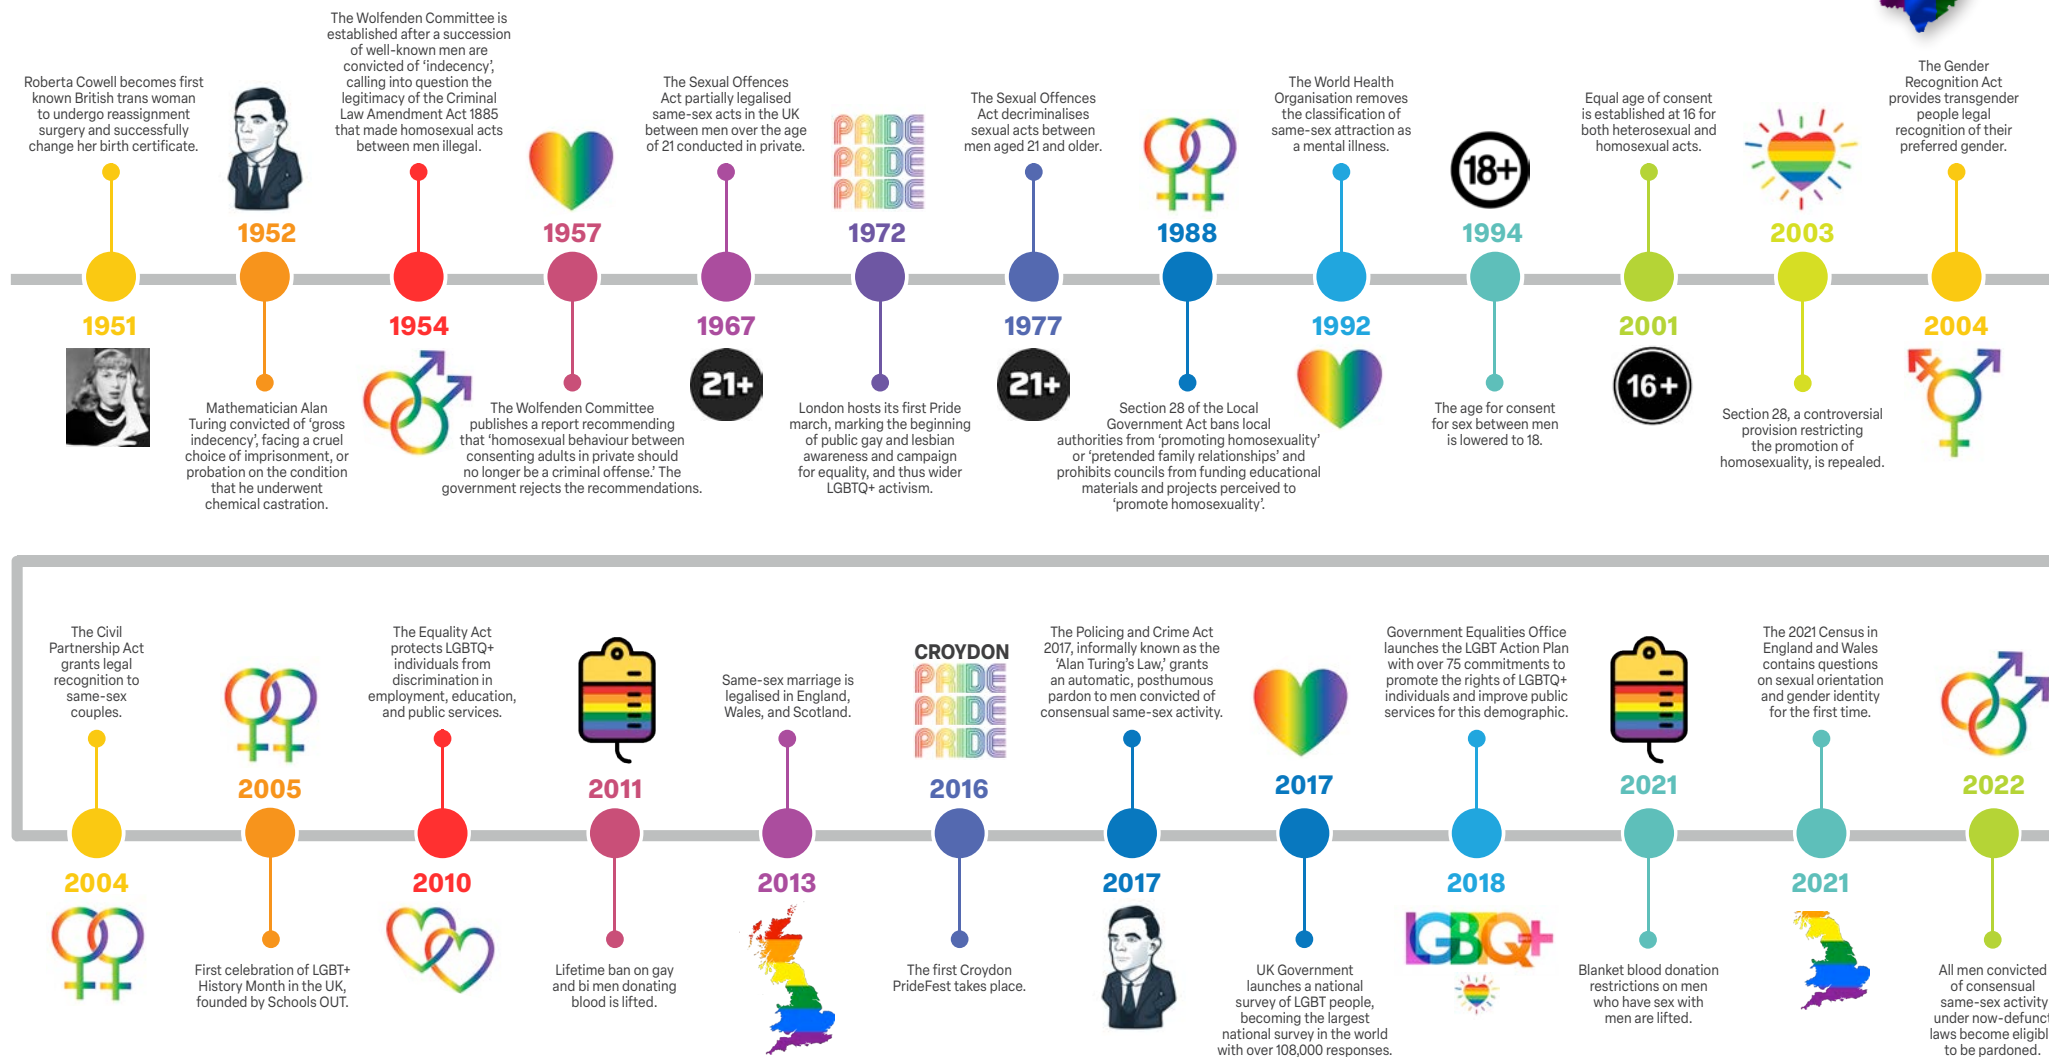 Roberta Cowell becomes first
known British trans woman
to undergo reassignment
surgery and successfully
change her birth certificate.
1951
1952
Mathematician Alan
Turing convicted of ‘gross
indecency’, facing a cruel
choice of imprisonment, or
probation on the condition
that he underwent
chemical castration.
The Wolfenden Committee is
established after a succession
of well-known men are
convicted of ‘indecency’,
calling into question the
legitimacy of the Criminal
Law Amendment Act 1885
that made homosexual acts
between men illegal.
1954
1957
The Wolfenden Committee
publishes a report recommending
that ‘homosexual behaviour between
consenting adults in private should
no longer be a criminal offense.’ The
government rejects the recommendations.
The Sexual Offences
Act partially legalised
same-sex acts in the UK
between men over the age
of 21 conducted in private.
1967
21+
PRIDE
PRIDE
PRIDE
1972
London hosts its first Pride
march, marking the beginning
of public gay and lesbian
awareness and campaign
for equality, and thus wider
LGBTQ+ activism.
The Sexual Offences
Act decriminalises
sexual acts between
men aged 21 and older.
1977
21+
1988
Section 28 of the Local
Government Act bans local
authorities from ‘promoting homosexuality’
or ‘pretended family relationships’ and
prohibits councils from funding educational
materials and projects perceived to
‘promote homosexuality’.
The World Health
Organisation removes
the classification of
same-sex attraction as
a mental illness.
1992
18+
1994
The age for consent
for sex between men
is lowered to 18.
Equal age of consent
is established at 16 for
both heterosexual and
homosexual acts.
2001
16+
2003
Section 28, a controversial
provision restricting
the promotion of
homosexuality, is repealed.
The Gender
Recognition Act
provides transgender
people legal
recognition of their
preferred gender.
2004
The Civil
Partnership Act
grants legal
recognition to
same-sex
couples.
2004
2005
First celebration of LGBT+
History Month in the UK,
founded by Schools OUT.
The Equality Act
protects LGBTQ+
individuals from
discrimination in
employment, education,
and public services.
2010
2011
Lifetime ban on gay
and bi men donating
blood is lifted.
Same-sex marriage is
legalised in England,
Wales, and Scotland.
2013
CROYDON
PRIDE
PRIDE
PRIDE
2016
The first Croydon
PrideFest takes place.
The Policing and Crime Act
2017, informally known as the
‘Alan Turing’s Law,’ grants
an automatic, posthumous
pardon to men convicted of
consensual same-sex activity.
2017
2017
UK Government
launches a national
survey of LGBT people,
becoming the largest
national survey in the world
with over 108,000 responses.
Government Equalities Office
launches the LGBT Action Plan
with over 75 commitments to
promote the rights of LGBTQ+
individuals and improve public
services for this demographic.
2018
LGBTQ+
2021
Blanket blood donation
restrictions on men
who have sex with
men are lifted.
The 2021 Census in
England and Wales
contains questions
on sexual orientation
and gender identity
for the first time.
2021
2022
All men convicted
of consensual
same-sex activity
under now-defunct
laws become eligibl
to be pardoned.